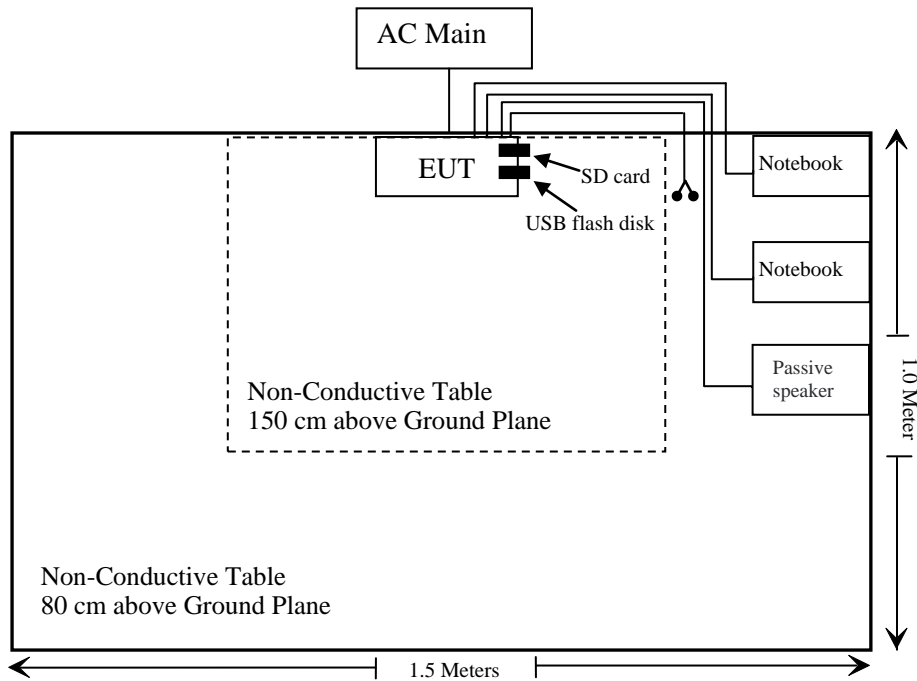 AC Main
EUT
SD card
USB flash disk
Notebook
Notebook
Passive
speaker
Non-Conductive Table
150 cm above Ground Plane
1.0 Meter
Non-Conductive Table
80 cm above Ground Plane
1.5 Meters